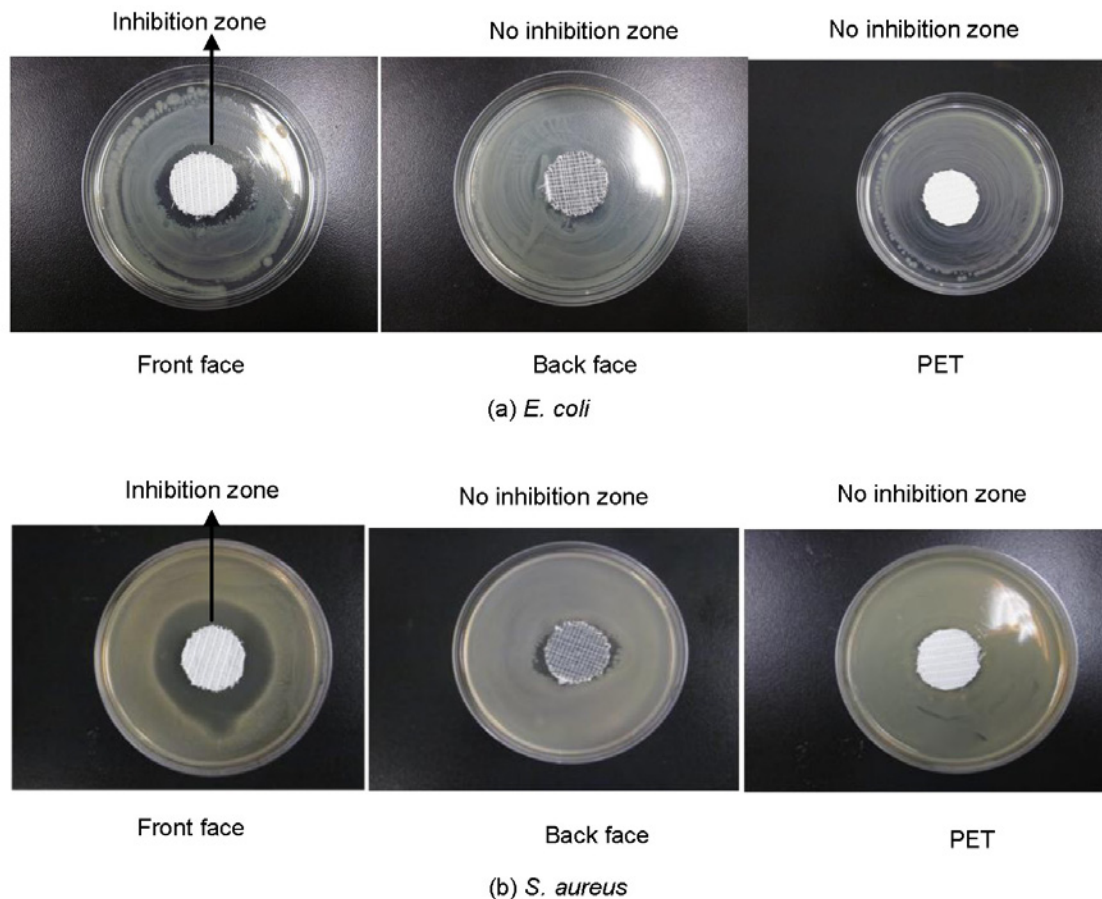 Inhibition zone
No inhibition zone
No inhibition zone
Front face
Back face
PET
(a) E. coli
Inhibition zone
No inhibition zone
No inhibition zone
Front face
Back face
PET
(b) S. aureus